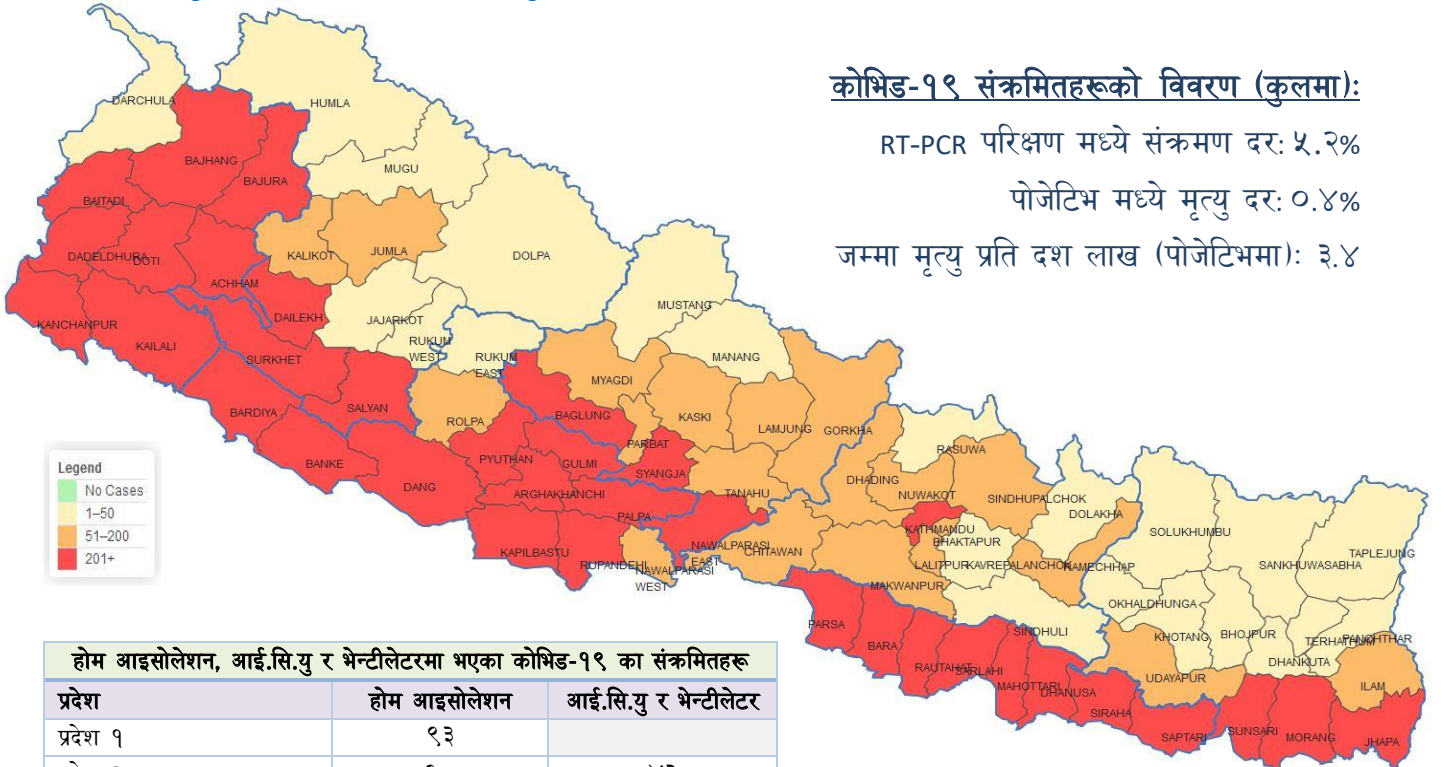 कोभिड-१९ संक्रमितहरूको विवरण (कुलमा):
RT-PCR परिक्षण मध्ये संक्रमण दर: ५.२%
पोजेटिभ मध्ये मृत्यु दर: ०.४%
जम्मा मृत्यु प्रति दश लाख (पोजेटिभमा): ३.४
DARCHULA
HUMLA
BAJHANG
MUGU
BAJURA
BAITADI
DADELDHURA
DOTI
KALIKOT
JUMLA
DOLPA
ACHHAM
MUSTANG
DAILEKH
JAJARKOT
KANCHANPUR
KAILALI
RUKUM
WEST
RUKUM
EAST
MANANG
SURKHET
MYAGDI
BARDIYA
SALYAN
ROLPA
BAGLUNG
KASKI
LAMJUNG
GORKHA
PARBAT
RASUWA
BANKE
PYUTHAN
GULMI
SYANGJA
DHADING
NUWAKOT
SINDHUPALCHOK
DANG
ARGHAKHANCHI
TANAHU
DOLAKHA
PALPA
KATHMANDU
BHAKTAPUR
SOLUKHUMBU
KAPILBASTU
RUPANDEHI
NAWALPARASI
EAST
CHITAWAN
NAWALPARASI
WEST
LALITPUR
KAVREPALANCHOK
RAMECHHAP
SANKHUWASABHA
TAPLEJUNG
MAKWANPUR
OKHALDHUNGA
PARSA
BARA
SINDHULI
KHOTANG
BHOJPUR
TERHATHUM
PANCHTHAR
DHANKUTA
RAUTAHAT
SARLAHI
MAHOTTARI
DHANUSA
SIRAHA
UDAYAPUR
ILAM
SAPTARI
SUNSARI
MORANG
JHAPA
Legend
No Cases
1–50
51–200
201+
होम आइसोलेशन, आई.सि.यु र भेन्टीलेटरमा भएका कोभिड-१९ का संक्रमितहरू
प्रदेश होम आइसोलेशन आई.सि.यु र भेन्टीलेटर
प्रदेश १ ९३